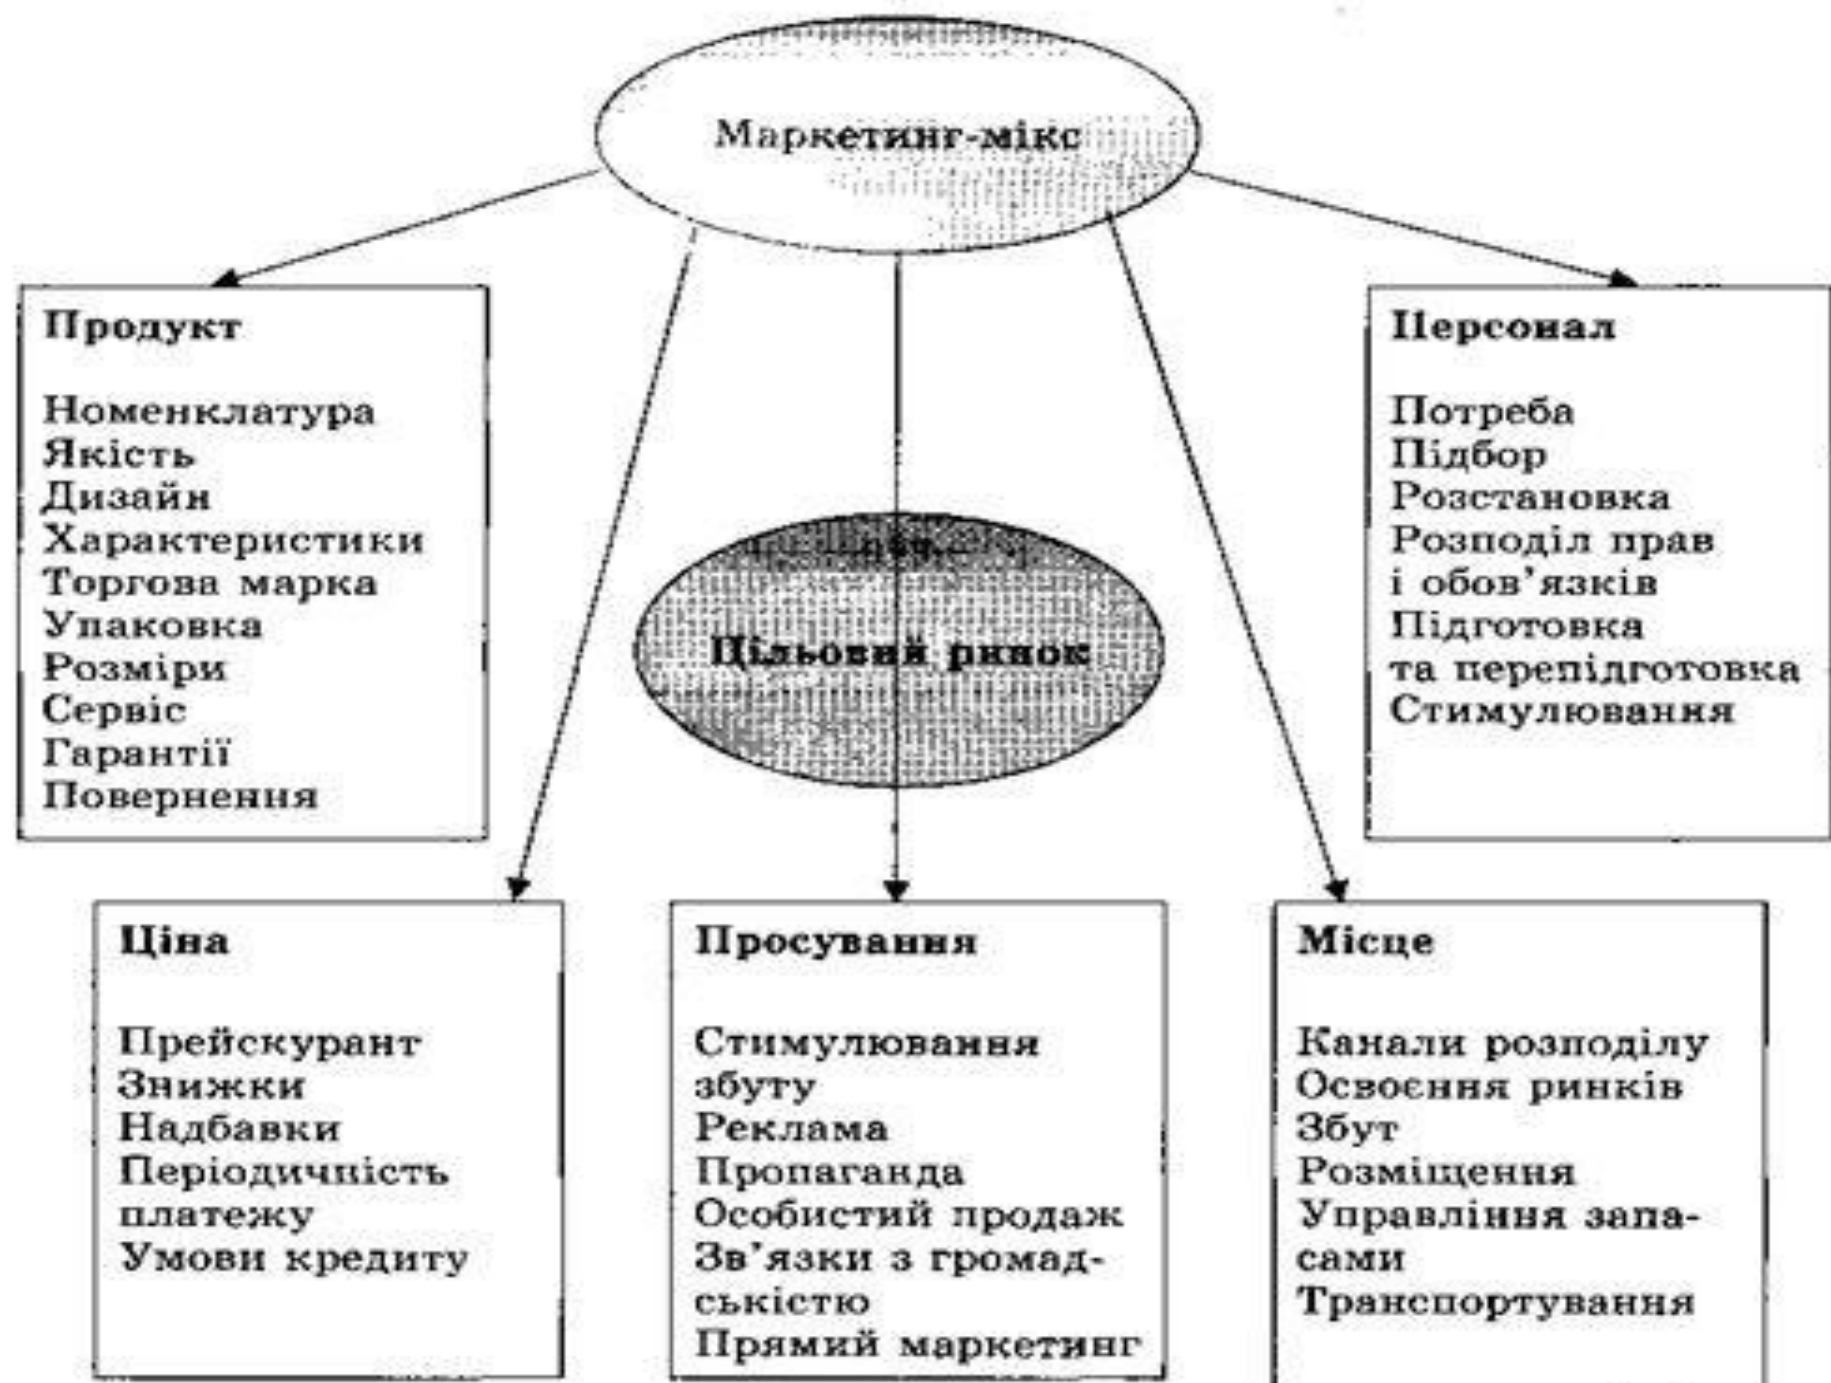 Маркетинг-мікс
Продукт
Номенклатура
Якість
Дизайн
Характеристики
Торгова марка
Упаковка
Розміри
Сервіс
Гарантії
Повернення
Цільовий ринок
Персонал
Потреба
Підбор
Розстановка
Розподіл прав
і обов’язків
Підготовка
та перепідготовка
Стимулювання
Ціна
Прейскурант
Знижки
Надбавки
Періодичність
платежу
Умови кредиту
Просування
Стимулювання
збуту
Реклама
Пропаганда
Особистий продаж
Зв’язки з громад-
ськістю
Прямий маркетинг
Місце
Канали розподілу
Освоєння ринків
Збут
Розміщення
Управління запа-
сами
Транспортування